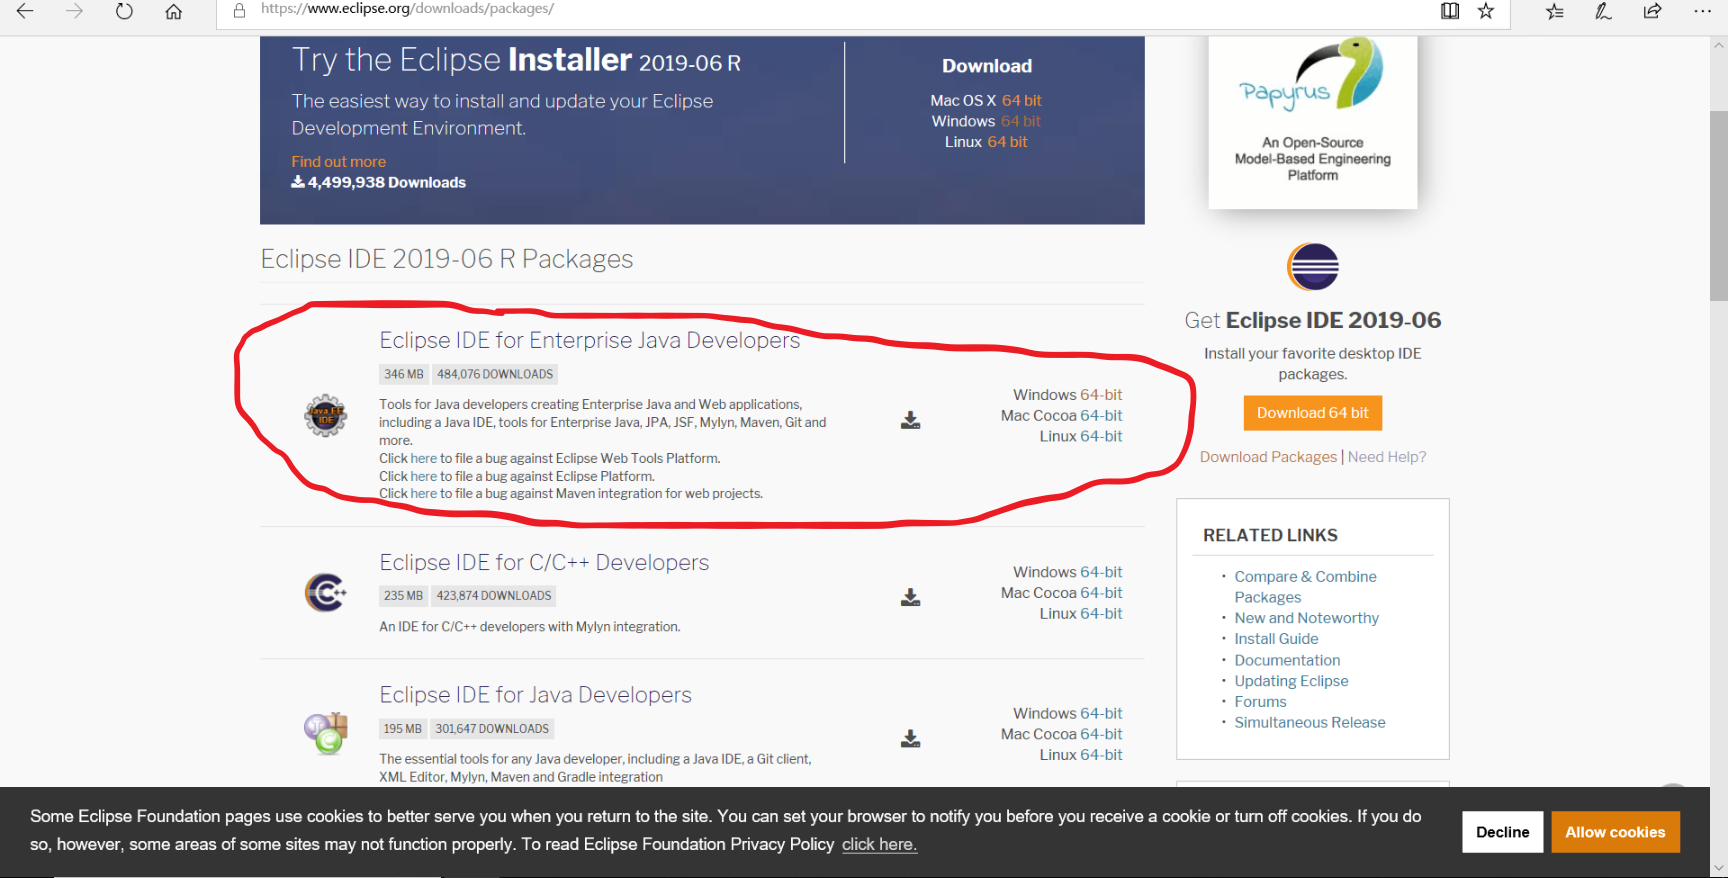 https://www.eclipse.org/downloads/packages/
Try the Eclipse Installer 2019-06 R
The easiest way to install and update your Eclipse
Development Environment.
Find out more
4,499,938 Downloads
Download
Mac OS X 64 bit
Windows 64 bit
Linux 64 bit
Papyrus
An Open-Source
Model-Based Engineering
Platform
Eclipse IDE 2019-06 R Packages
Eclipse IDE for Enterprise Java Developers
346 MB 484,076 DOWNLOADS
Java EE
IDE
Tools for Java developers creating Enterprise Java and Web applications,
including a Java IDE, tools for Enterprise Java, JPA, JSF, Mylyn, Maven, Git and
more.
Click here to file a bug against Eclipse Web Tools Platform.
Click here to file a bug against Eclipse Platform.
Click here to file a bug against Maven integration for web projects.
Windows 64-bit
Mac Cocoa 64-bit
Linux 64-bit
Eclipse IDE for C/C++ Developers
235 MB 423,874 DOWNLOADS
C++
An IDE for C/C++ developers with Mylyn integration.
Windows 64-bit
Mac Cocoa 64-bit
Linux 64-bit
Eclipse IDE for Java Developers
195 MB 301,647 DOWNLOADS
The essential tools for any Java developer, including a Java IDE, a Git client,
XML Editor, Mylyn, Maven and Gradle integration
Windows 64-bit
Mac Cocoa 64-bit
Linux 64-bit
Get Eclipse IDE 2019-06
Install your favorite desktop IDE
packages.
Download 64 bit
Download Packages | Need Help?
RELATED LINKS
Compare & Combine
Packages
New and Noteworthy
Install Guide
Documentation
Updating Eclipse
Forums
Simultaneous Release
Some Eclipse Foundation pages use cookies to better serve you when you return to the site. You can set your browser to notify you before you receive a cookie or turn off cookies. If you do
so, however, some areas of some sites may not function properly. To read Eclipse Foundation Privacy Policy click here.
Decline
Allow cookies